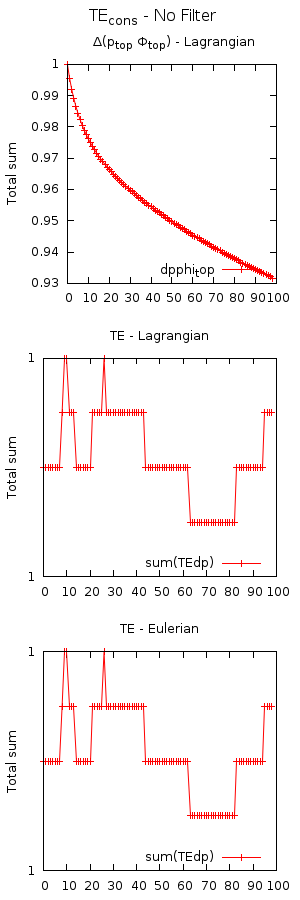 TEcons - No Filter
Δ(ptop Φtop) - Lagrangian
1
0.99
0.98
0.97
0.96
0.95
0.94
0.93
Total sum
dpphitop
0 10 20 30 40 50 60 70 80 90 100
TE - Lagrangian
1
Total sum
sum(TEdp)
1
0 10 20 30 40 50 60 70 80 90 100
TE - Eulerian
1
Total sum
sum(TEdp)
1
0 10 20 30 40 50 60 70 80 90 100